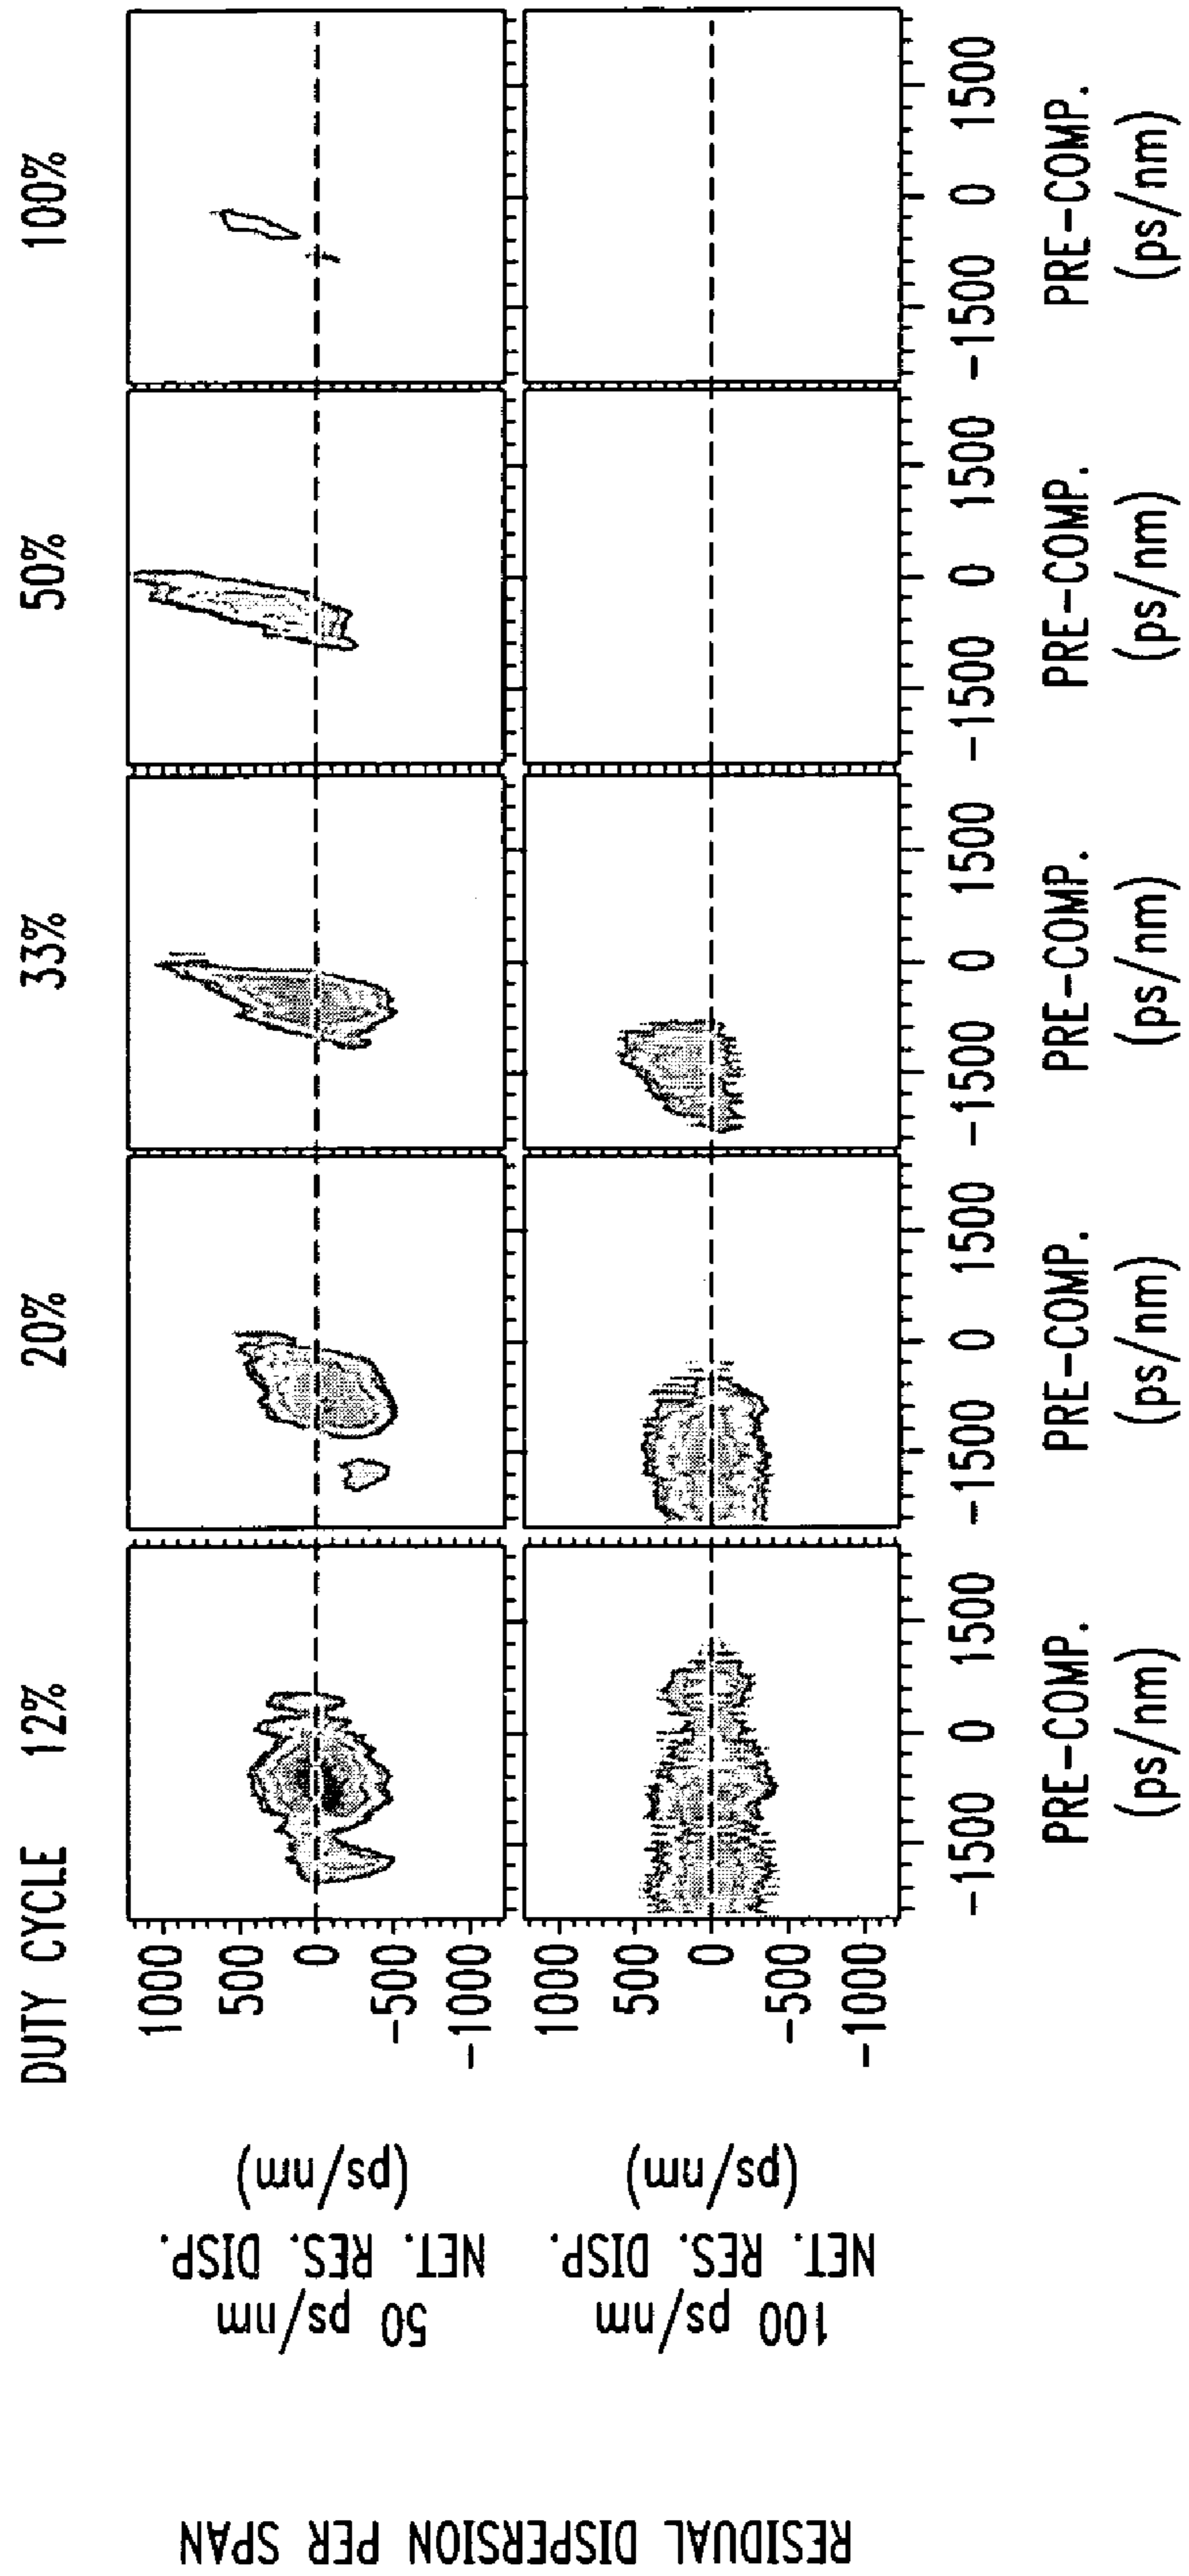 DUTY CYCLE 12% 20% 33% 50% 100%
RESIDUAL DISPERSION PER SPAN
50 ps/nm
NET. RES. DISP.
(ps/nm)
1000
500
0
-500
-1000
100 ps/nm
NET. RES. DISP.
(ps/nm)
1000
500
0
-500
-1000
-1500 0 1500 -1500 0 1500 -1500 0 1500 -1500 0 1500 -1500 0 1500
PRE-COMP. PRE-COMP. PRE-COMP. PRE-COMP. PRE-COMP.
(ps/nm) (ps/nm) (ps/nm) (ps/nm) (ps/nm)